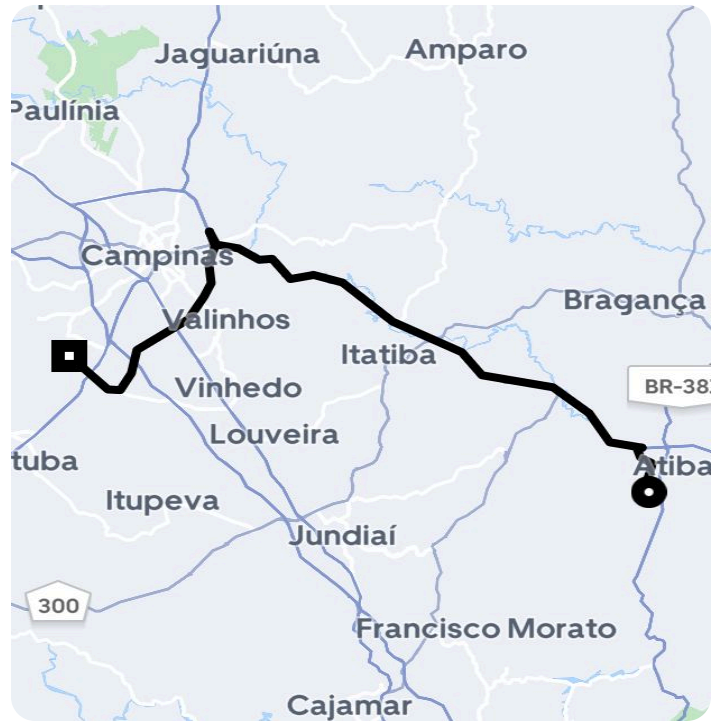 Jaguariúna
Amparo
Paulínia
Campinas
Bragança
Valinhos
Itatiba
BR-38
Vinhedo
Louveira
tuba
Atiba
Itupeva
Jundiaí
300
Francisco Morato
Cajamar